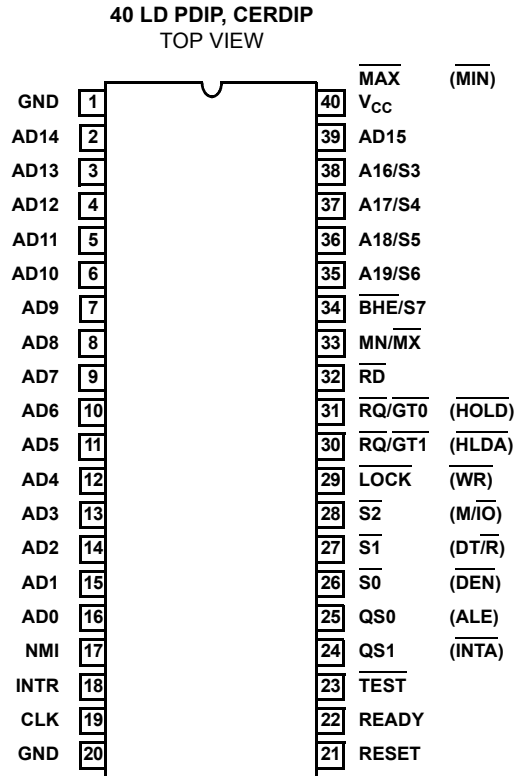 40 LD PDIP, CERDIP
TOP VIEW
MAX (MIN)
GND 1 40 VCC
AD14 2 39 AD15
AD13 3 38 A16/S3
AD12 4 37 A17/S4
AD11 5 36 A18/S5
AD10 6 35 A19/S6
AD9 7 34 BHE/S7
AD8 8 33 MN/MX
AD7 9 32 RD
AD6 10 31 RQ/GT0 (HOLD)
AD5 11 30 RQ/GT1 (HLDA)
AD4 12 29 LOCK (WR)
AD3 13 28 S2 (M/IO)
AD2 14 27 S1 (DT/R)
AD1 15 26 S0 (DEN)
AD0 16 25 QS0 (ALE)
NMI 17 24 QS1 (INTA)
INTR 18 23 TEST
CLK 19 22 READY
GND 20 21 RESET